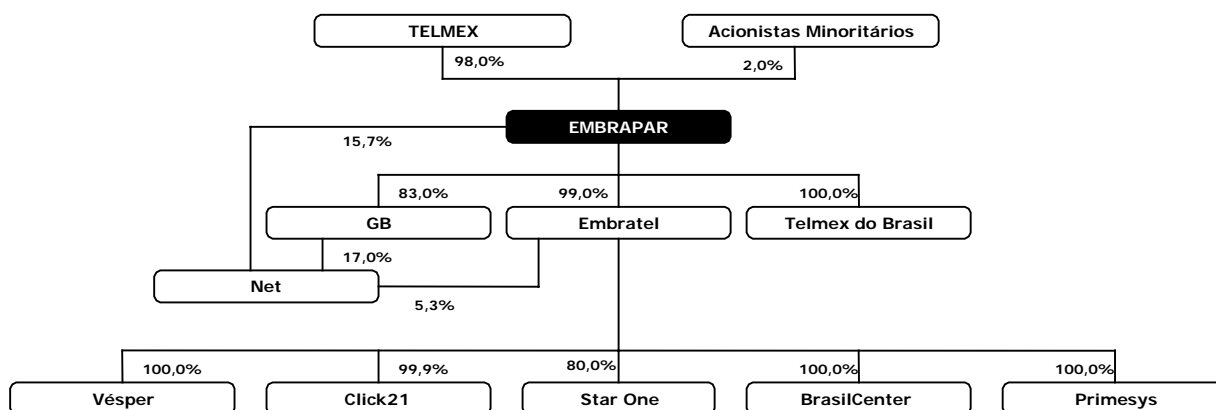 TELMEX
Acionistas Minoritários
98,0%
2,0%
EMBRAPAR
15,7%
83,0%
99,0%
100,0%
GB
Embratel
Telmex do Brasil
17,0%
Net
5,3%
100,0%
99,9%
80,0%
100,0%
100,0%
Vésper
Click21
Star One
BrasilCenter
Primesys